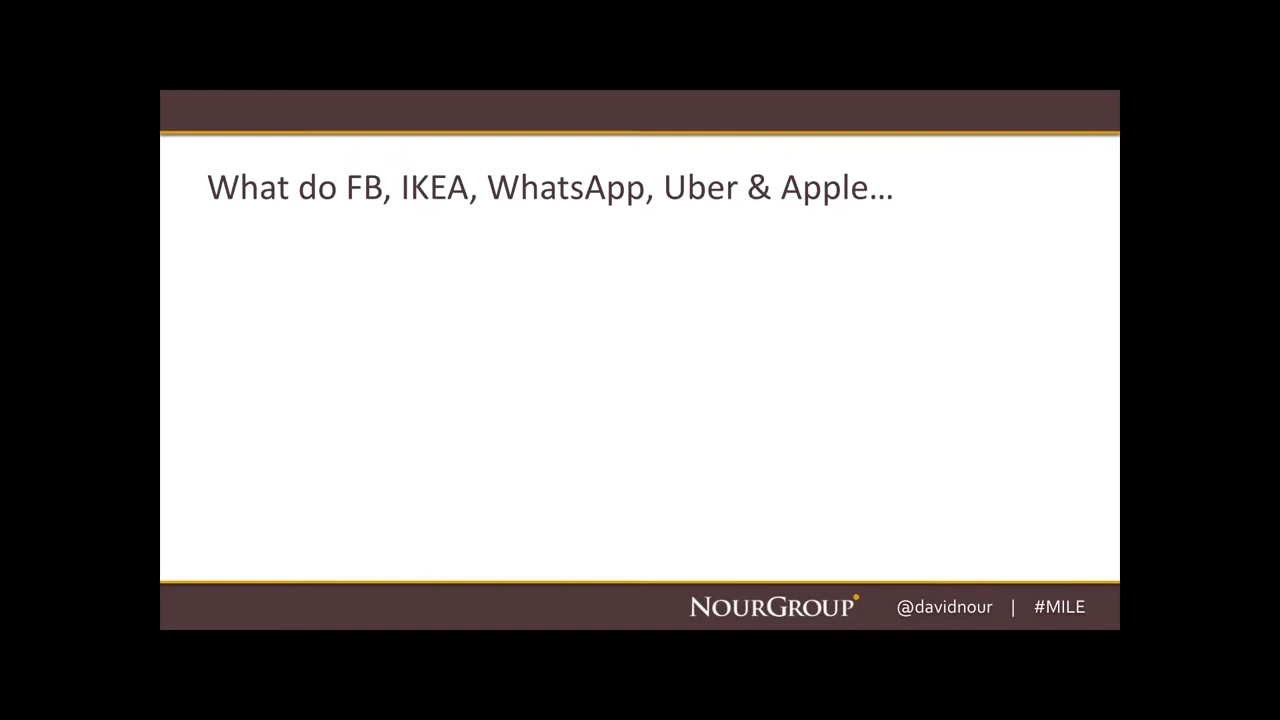 What do FB, IKEA, WhatsApp, Uber & Apple…
NOURGROUP @davidnour | #MILE